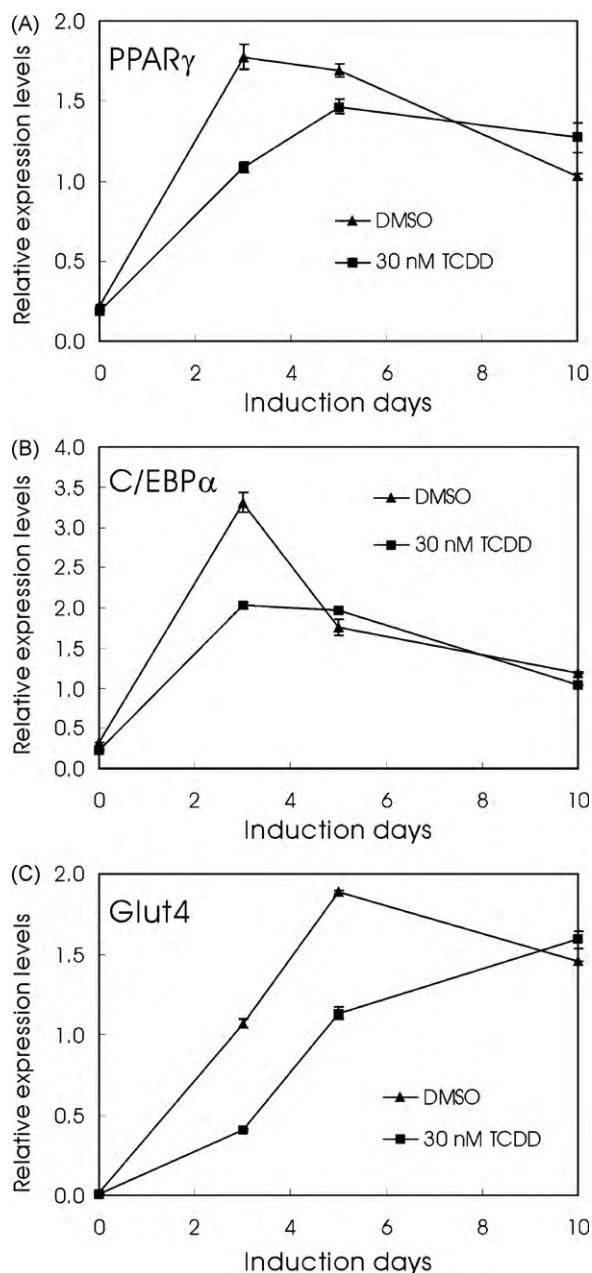 (A)
PPARγ
Relative expression levels
2.0
1.5
1.0
0.5
0.0
DMSO
30 nM TCDD
0 2 4 6 8 10
Induction days
(B)
C/EBPα
Relative expression levels
4.0
3.5
3.0
2.5
2.0
1.5
1.0
0.5
0.0
DMSO
30 nM TCDD
0 2 4 6 8 10
Induction days
(C)
Glut4
Relative expression levels
2.0
1.5
1.0
0.5
0.0
DMSO
30 nM TCDD
0 2 4 6 8 10
Induction days